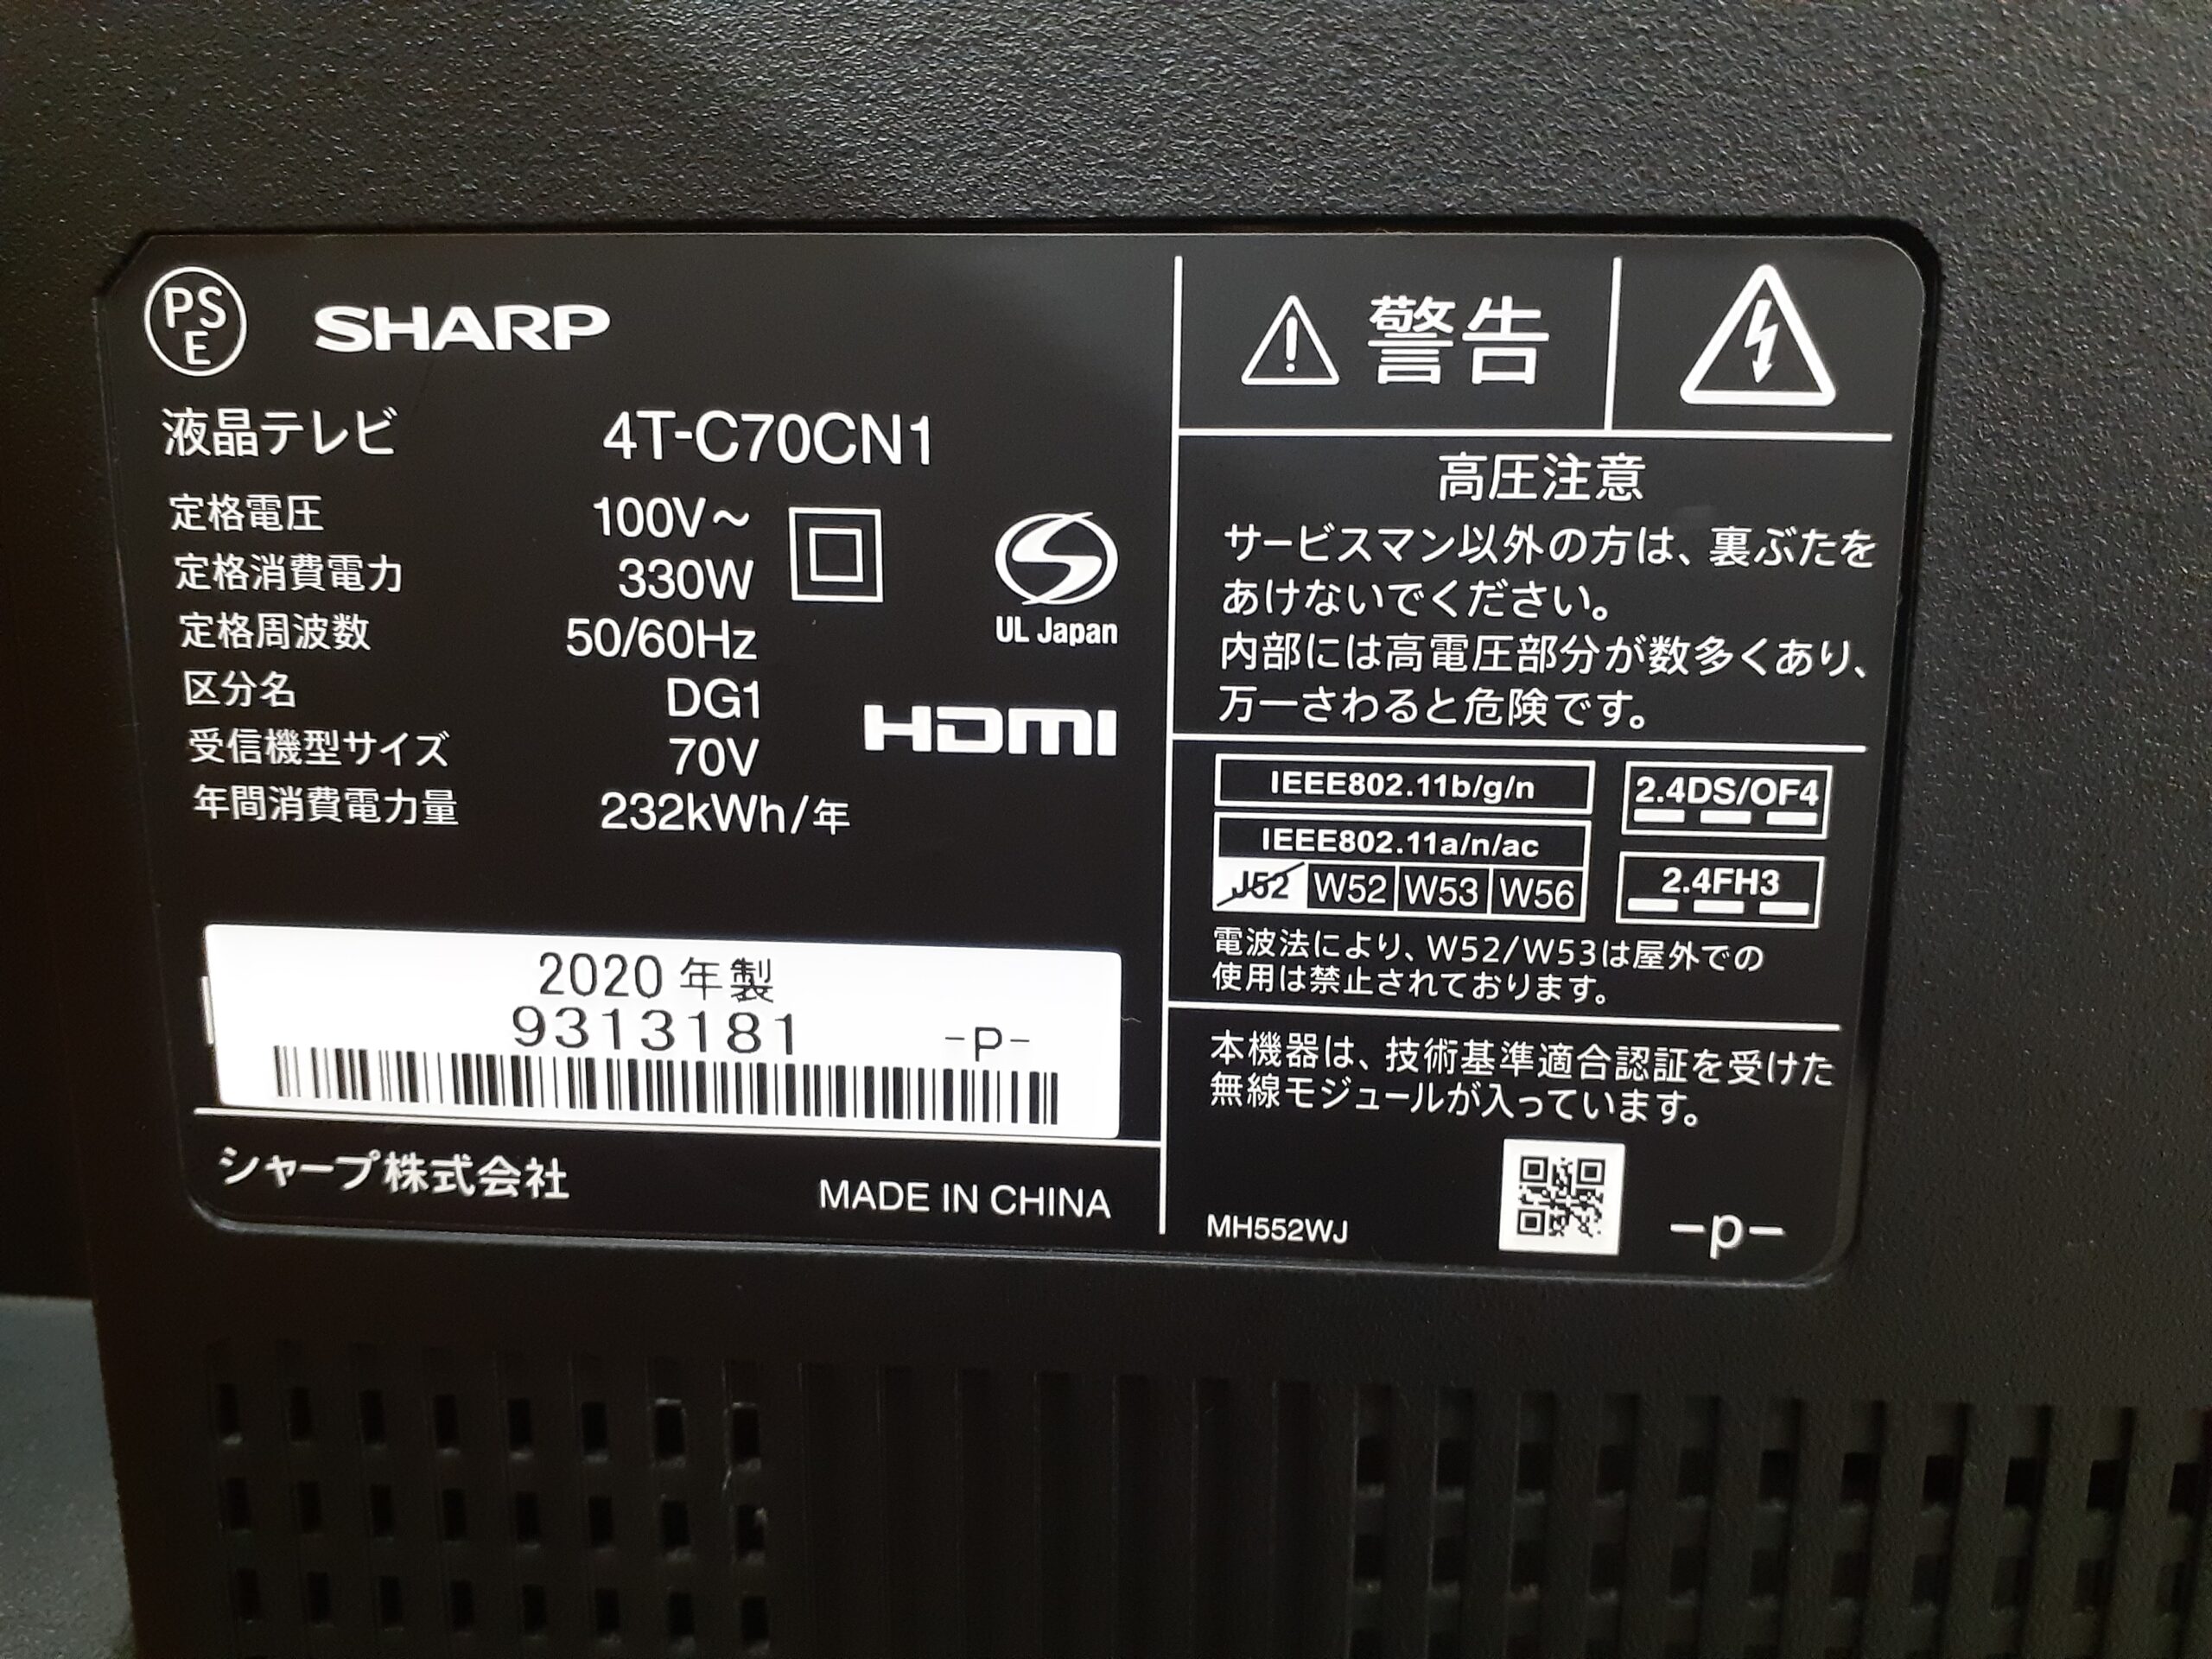 PS
E
SHARP
液晶テレビ 4T-C70CN1
定格電圧 100V～
定格消費電力 330W
定格周波数 50/60Hz
区分名 DG1
受信機型サイズ 70V
年間消費電力量 232kWh/年
UL Japan
HDMI
2020 年製
9313181 -P-
シャープ株式会社 MADE IN CHINA
警告
高圧注意
サービスマン以外の方は、裏ぶたを
あけないでください。
内部には高電圧部分が数多くあり、
万一さわると危険です。
IEEE802.11b/g/n
IEEE802.11a/n/ac
J52 W52 W53 W56
2.4DS/OF4
2.4FH3
電波法により、W52/W53は屋外での
使用は禁止されております。
本機器は、技術基準適合認証を受けた
無線モジュールが入っています。
MH552WJ -p-